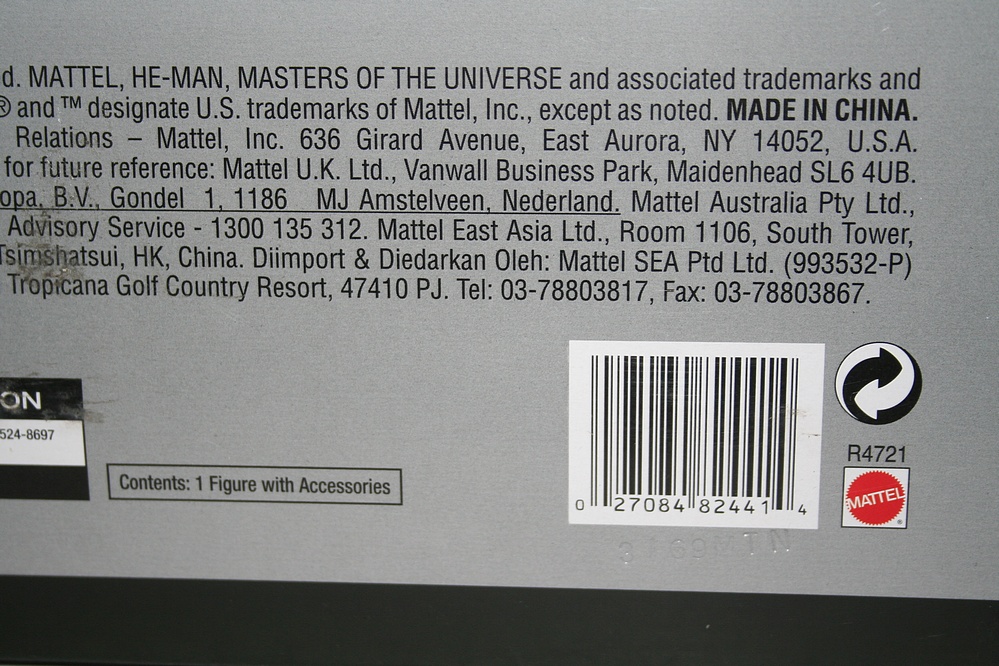 d. MATTEL, HE-MAN, MASTERS OF THE UNIVERSE and associated trademarks and
® and ™ designate U.S. trademarks of Mattel, Inc., except as noted. MADE IN CHINA.
Relations – Mattel, Inc. 636 Girard Avenue, East Aurora, NY 14052, U.S.A.
for future reference: Mattel U.K. Ltd., Vanwall Business Park, Maidenhead SL6 4UB.
opa, B.V., Gondel 1, 1186 MJ Amstelveen, Nederland. Mattel Australia Pty Ltd.,
Advisory Service - 1300 135 312. Mattel East Asia Ltd., Room 1106, South Tower,
Tsimshatsui, HK, China. Diimport & Diedarkan Oleh: Mattel SEA Ptd Ltd. (993532-P)
Tropicana Golf Country Resort, 47410 PJ. Tel: 03-78803817, Fax: 03-78803867.
ON
524-8697
Contents: 1 Figure with Accessories
0 27084 82441 4
R4721
MATTEL®